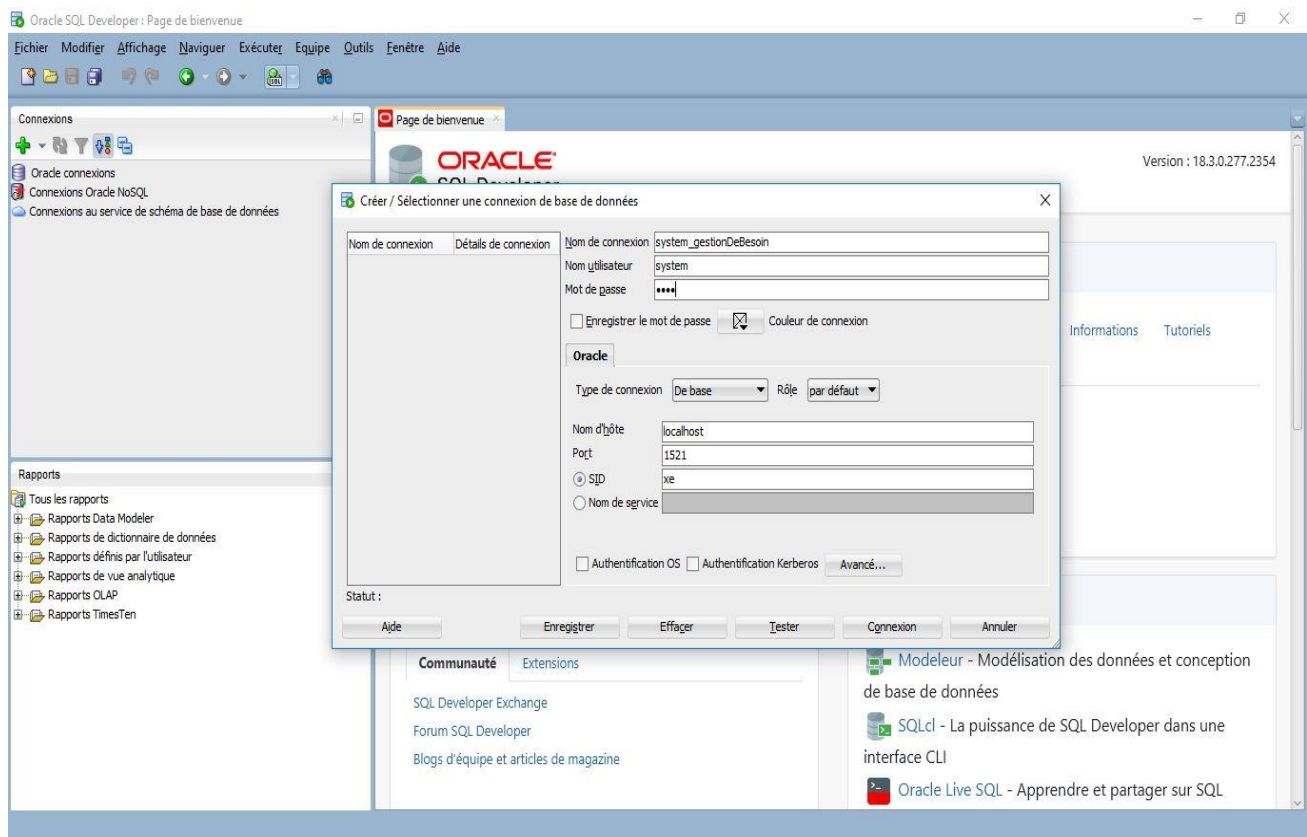 Oracle SQL Developer : Page de bienvenue
Fichier Modifier Affichage Naviguer Exécuter Equipe Outils Fenêtre Aide
Connexions
Oracle connexions
Connexions Oracle NoSQL
Connexions au service de schéma de base de données
Page de bienvenue
ORACLE
SQL Developer
Version : 18.3.0.277.2354
Créer / Sélectionner une connexion de base de données
Nom de connexion Détails de connexion
Nom de connexion system_gestionDeBesoin
Nom utilisateur system
Mot de passe ••••
Enregistrer le mot de passe Couleur de connexion
Oracle
Type de connexion De base Rôle par défaut
Nom d'hôte localhost
Port 1521
SID xe
Nom de service
Authentification OS Authentification Kerberos Avancé...
Statut :
Aide Enregistrer Effacer Tester Connexion Annuler
Informations Tutoriels
Rapports
Tous les rapports
Rapports Data Modeler
Rapports de dictionnaire de données
Rapports définis par l'utilisateur
Rapports de vue analytique
Rapports OLAP
Rapports TimesTen
Communauté Extensions
SQL Developer Exchange
Forum SQL Developer
Blogs d'équipe et articles de magazine
Modeleur - Modélisation des données et conception
de base de données
SQLcl - La puissance de SQL Developer dans une
interface CLI
Oracle Live SQL - Apprendre et partager sur SQL